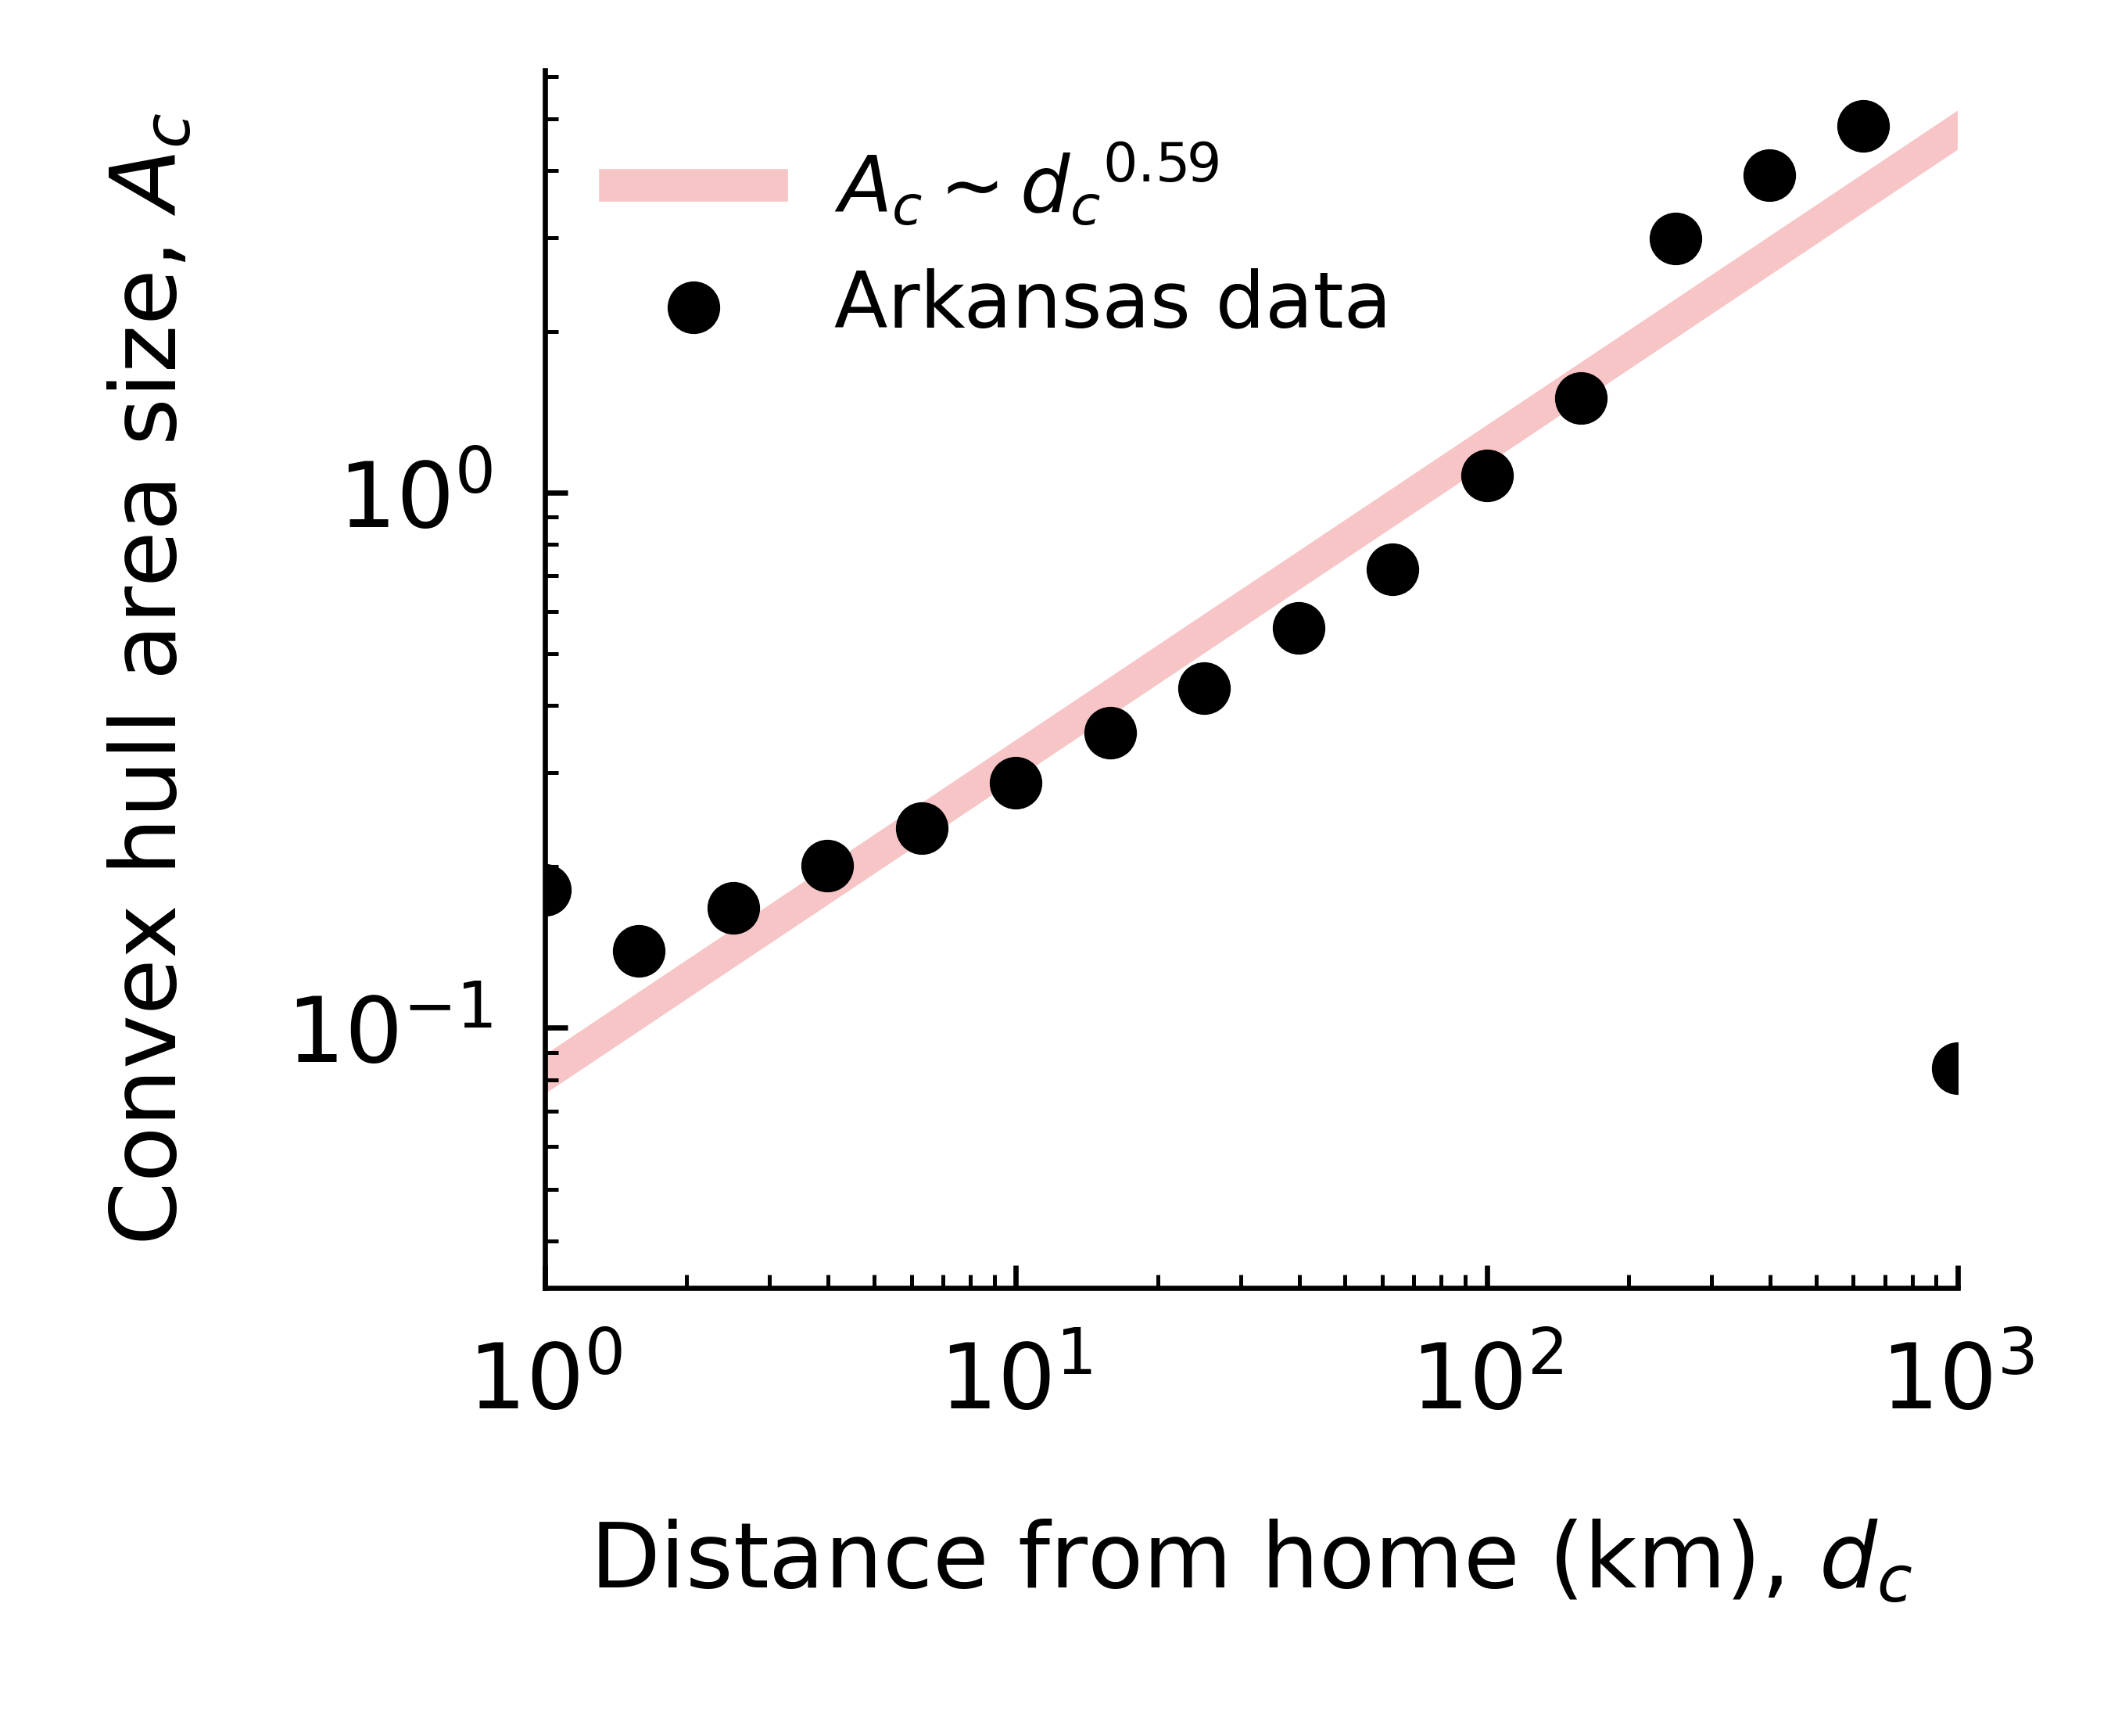 Convex hull area size, A_c
A_c ~ d_c^0.59
Arkansas data
10^0
10^−1
10^0 10^1 10^2 10^3
Distance from home (km), d_c